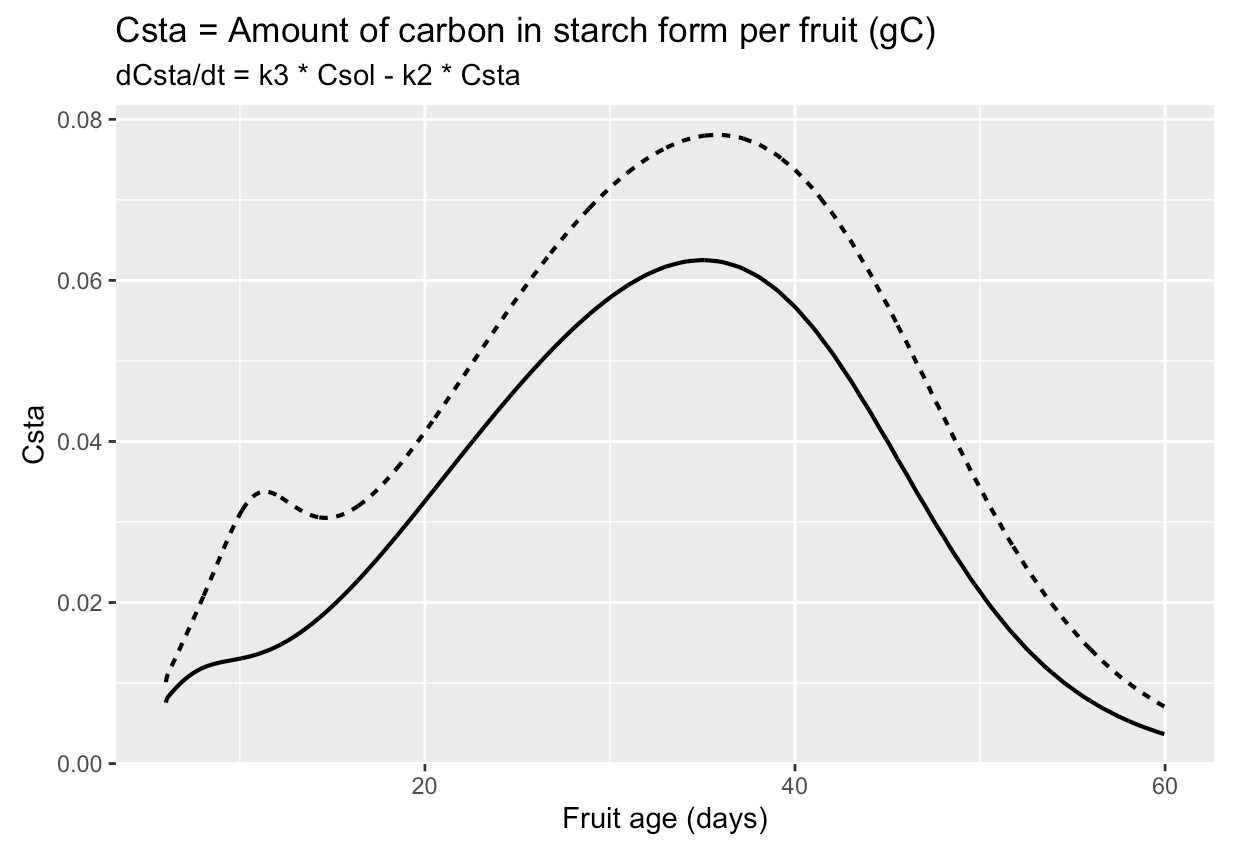 Csta = Amount of carbon in starch form per fruit (gC)
dCsta/dt = k3 * Csol - k2 * Csta
0.08
0.06
0.04
0.02
0.00
Csta
20
40
60
Fruit age (days)